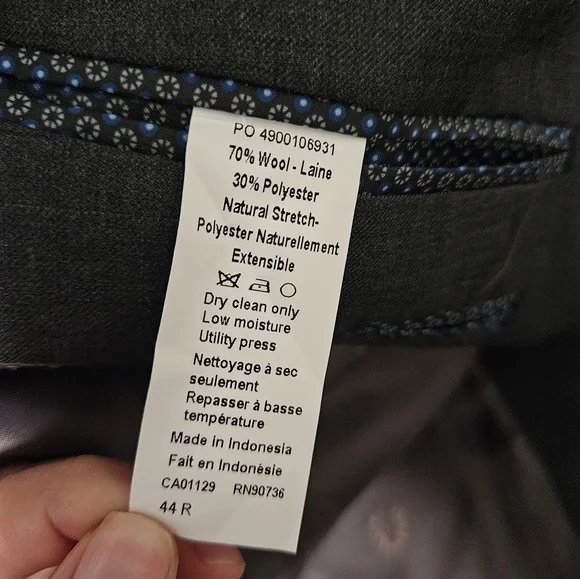 PO 4900106931
70% Wool - Laine
30% Polyester
Natural Stretch-
Polyester Naturellement
Extensible
Dry clean only
Low moisture
Utility press
Nettoyage à sec
seulement
Repasser à basse
température
Made in Indonesia
Fait en Indonésie
CA01129 RN90736
44 R